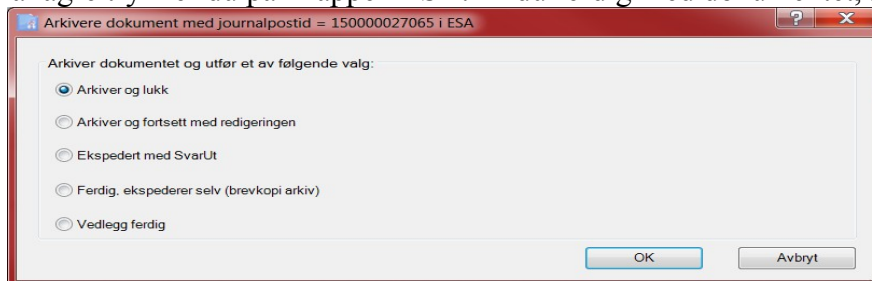 Arkivere dokument med journalpostid = 150000027065 i ESA
Arkiver dokumentet og utfør et av følgende valg:
Arkiver og lukk
Arkiver og fortsett med redigeringen
Ekspedert med SvarUt
Ferdig, ekspederer selv (brevkopi arkiv)
Vedlegg ferdig
OK Avbryt